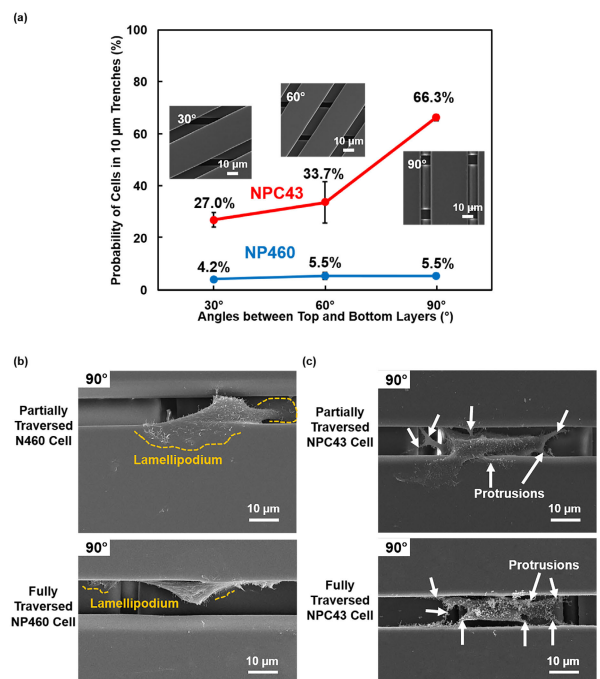 (a)
Probability of Cells in 10 µm Trenches (%)
100
80
60
40
20
0
30°
10 µm
60°
10 µm
90°
10 µm
66.3%
33.7%
27.0%
NPC43
NP460
4.2%
5.5%
5.5%
30°
60°
90°
Angles between Top and Bottom Layers (°)
(b)
Partially
Traversed
N460 Cell
90°
Lamellipodium
10 µm
Fully
Traversed
NP460 Cell
90°
Lamellipodium
10 µm
(c)
Partially
Traversed
NPC43 Cell
90°
Protrusions
10 µm
Fully
Traversed
NPC43 Cell
90°
Protrusions
10 µm